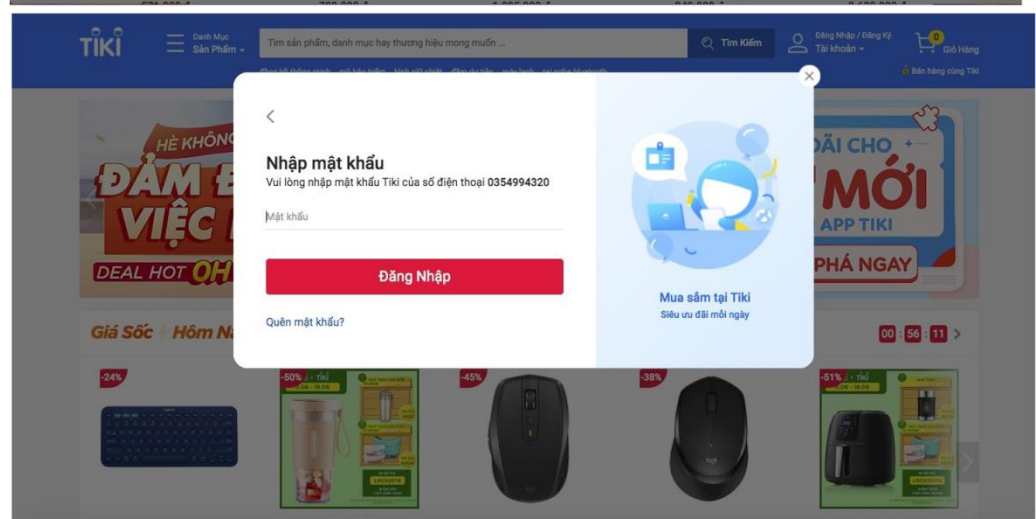 TIKI
Danh Mục
Sản Phẩm
Tìm sản phẩm, danh mục hay thương hiệu mong muốn ...
Tìm Kiếm
Đăng Nhập / Đăng Ký
Tài khoản
0
Giỏ Hàng
Bán hàng cùng Tiki
HÈ KHÔNG
ĐẢM
VIỆC
DEAL HOT
Nhập mật khẩu
Vui lòng nhập mật khẩu Tiki của số điện thoại 0354994320
Mật khẩu
Đăng Nhập
Quên mật khẩu?
Mua sắm tại Tiki
Siêu ưu đãi mỗi ngày
ĐÃI CHO
MỚI
APP TIKI
PHÁ NGAY
Giá Sốc Hôm Na
00 : 56 : 11
-24%
-50%
-45%
-38%
-51%